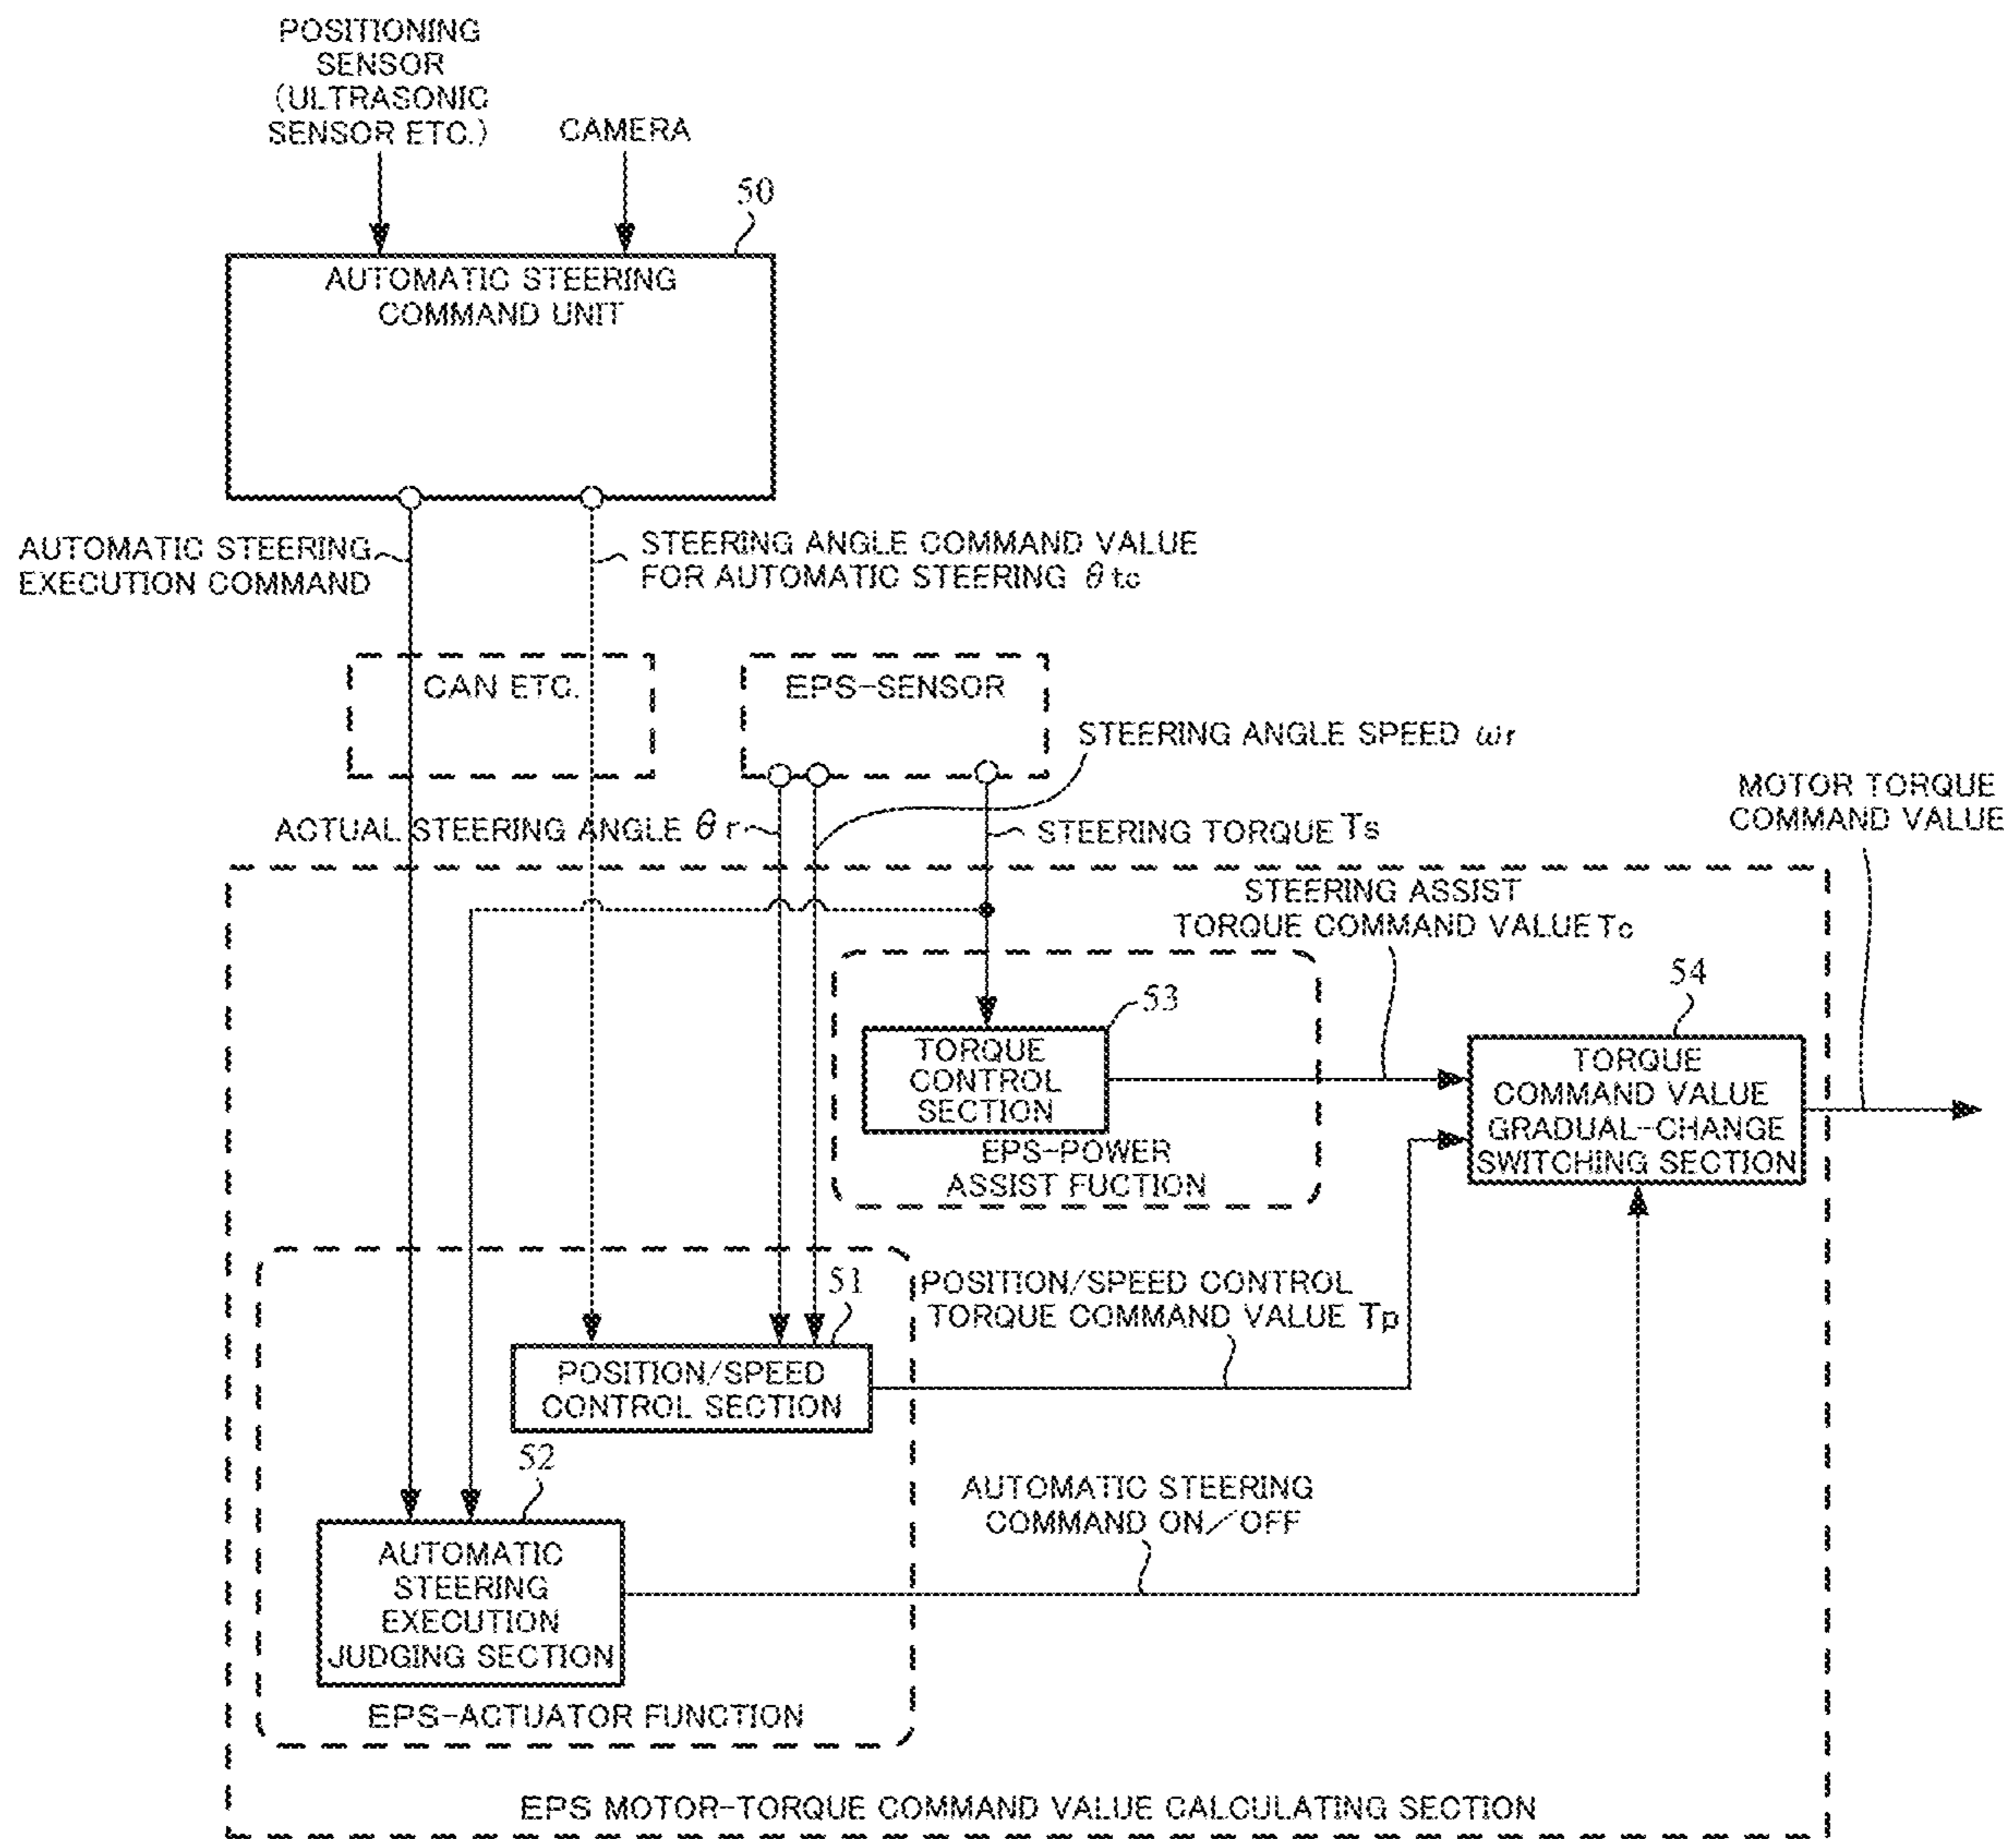 POSITIONING
SENSOR
(ULTRASONIC
SENSOR ETC.)
CAMERA
50
AUTOMATIC STEERING
COMMAND UNIT
AUTOMATIC STEERING
EXECUTION COMMAND
STEERING ANGLE COMMAND VALUE
FOR AUTOMATIC STEERING θtc
CAN ETC.
EPS-SENSOR
STEERING ANGLE SPEED ωr
MOTOR TORQUE
COMMAND VALUE
ACTUAL STEERING ANGLE θr
STEERING TORQUE Ts
STEERING ASSIST
TORQUE COMMAND VALUE Tc
53
54
TORQUE
CONTROL
SECTION
TORQUE
COMMAND VALUE
GRADUAL-CHANGE
SWITCHING SECTION
EPS-POWER
ASSIST FUCTION
51
POSITION/SPEED CONTROL
TORQUE COMMAND VALUE Tp
POSITION/SPEED
CONTROL SECTION
52
AUTOMATIC STEERING
COMMAND ON/OFF
AUTOMATIC
STEERING
EXECUTION
JUDGING SECTION
EPS-ACTUATOR FUNCTION
EPS MOTOR-TORQUE COMMAND VALUE CALCULATING SECTION